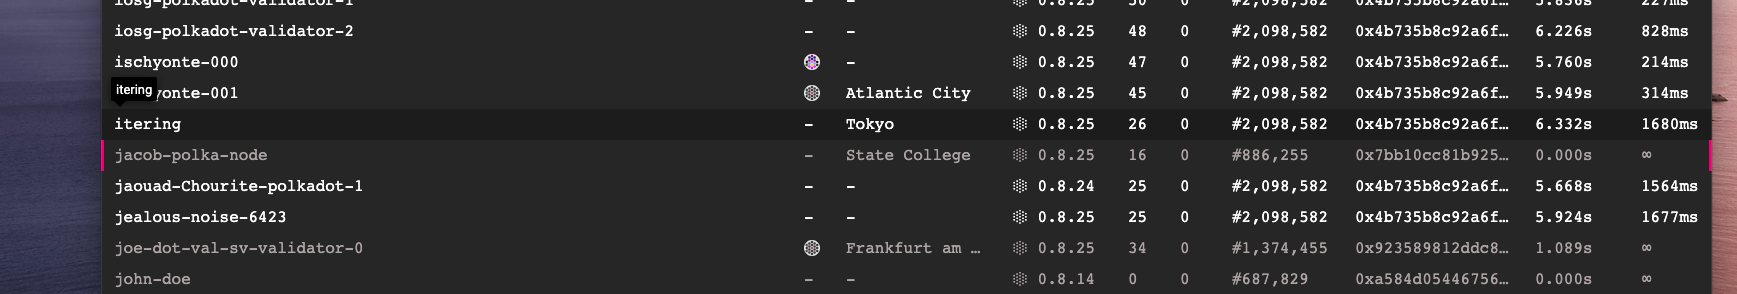 iosg-polkadot-validator-1 – – 0.8.25 50 0 #2,098,582 0x4b735b8c92a6f… 5.836s 227ms
iosg-polkadot-validator-2 – – 0.8.25 48 0 #2,098,582 0x4b735b8c92a6f… 6.226s 828ms
ischyonte-000 – 0.8.25 47 0 #2,098,582 0x4b735b8c92a6f… 5.760s 214ms
itering
yonte-001 Atlantic City 0.8.25 45 0 #2,098,582 0x4b735b8c92a6f… 5.949s 314ms
itering – Tokyo 0.8.25 26 0 #2,098,582 0x4b735b8c92a6f… 6.332s 1680ms
jacob-polka-node – State College 0.8.25 16 0 #886,255 0x7bb10cc81b925… 0.000s ∞
jaouad-Chourite-polkadot-1 – – 0.8.24 25 0 #2,098,582 0x4b735b8c92a6f… 5.668s 1564ms
jealous-noise-6423 – – 0.8.25 25 0 #2,098,582 0x4b735b8c92a6f… 5.924s 1677ms
joe-dot-val-sv-validator-0 Frankfurt am … 0.8.25 34 0 #1,374,455 0x923589812ddc8… 1.089s ∞
john-doe – – 0.8.14 0 0 #687,829 0xa584d05446756… 0.000s ∞